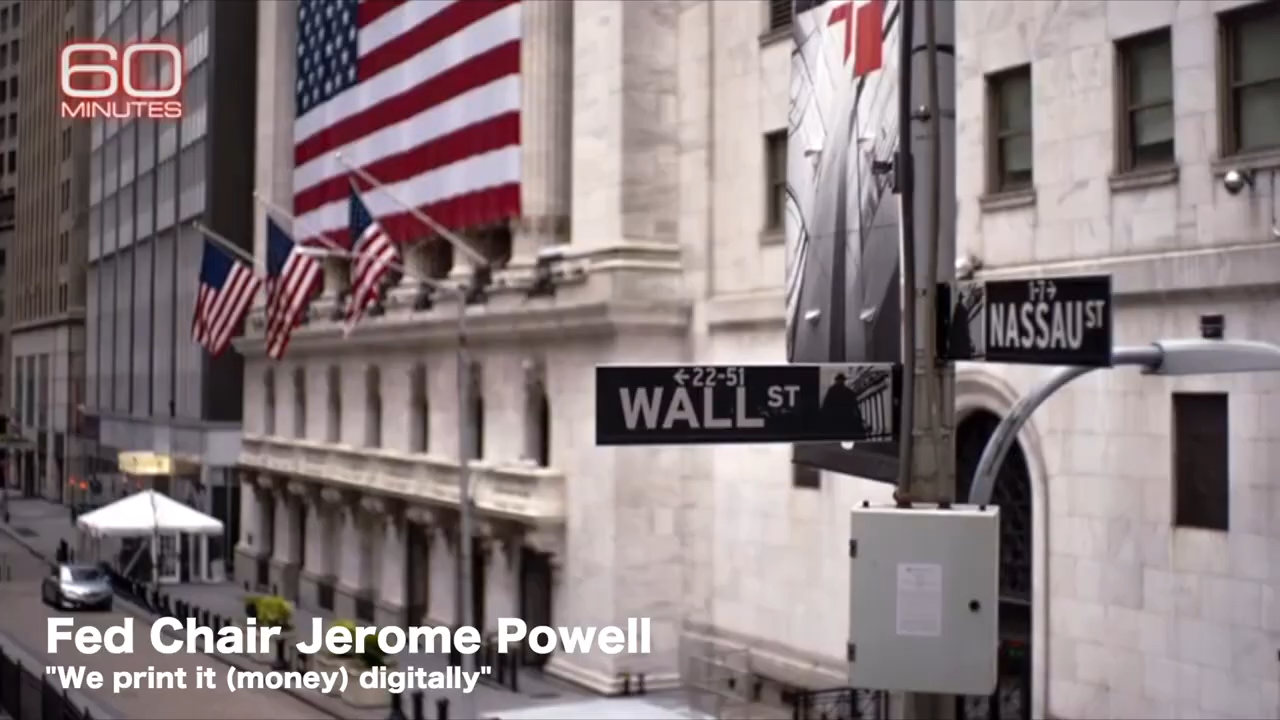 60
MINUTES
1-7→
NASSAU ST
←22-51
WALL ST
Fed Chair Jerome Powell
"We print it (money) digitally"